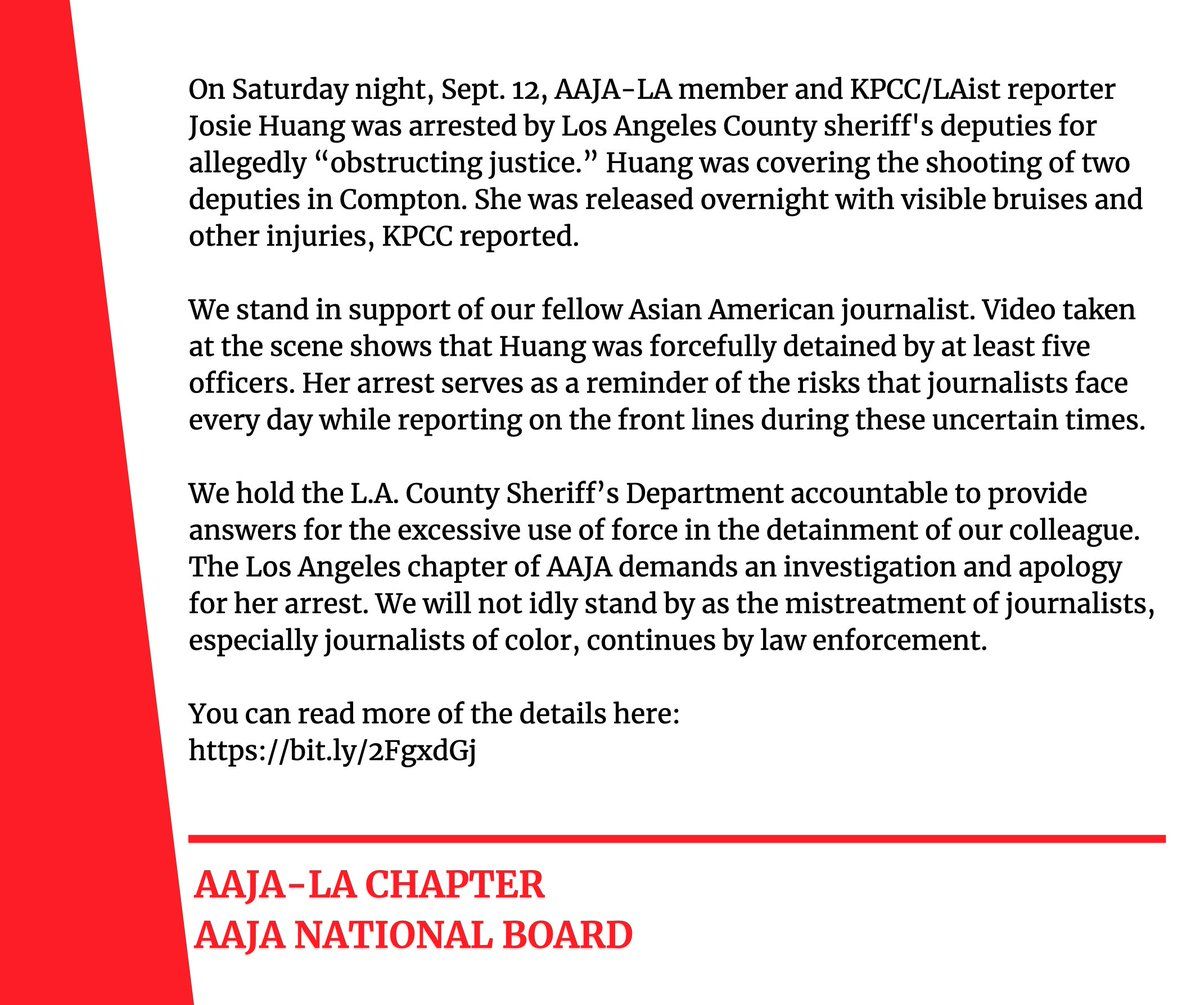 On Saturday night, Sept. 12, AAJA-LA member and KPCC/LAist reporter
Josie Huang was arrested by Los Angeles County sheriff's deputies for
allegedly “obstructing justice.” Huang was covering the shooting of two
deputies in Compton. She was released overnight with visible bruises and
other injuries, KPCC reported.
We stand in support of our fellow Asian American journalist. Video taken
at the scene shows that Huang was forcefully detained by at least five
officers. Her arrest serves as a reminder of the risks that journalists face
every day while reporting on the front lines during these uncertain times.
We hold the L.A. County Sheriff’s Department accountable to provide
answers for the excessive use of force in the detainment of our colleague.
The Los Angeles chapter of AAJA demands an investigation and apology
for her arrest. We will not idly stand by as the mistreatment of journalists,
especially journalists of color, continues by law enforcement.
You can read more of the details here:
https://bit.ly/2FgxdGj
AAJA-LA CHAPTER
AAJA NATIONAL BOARD